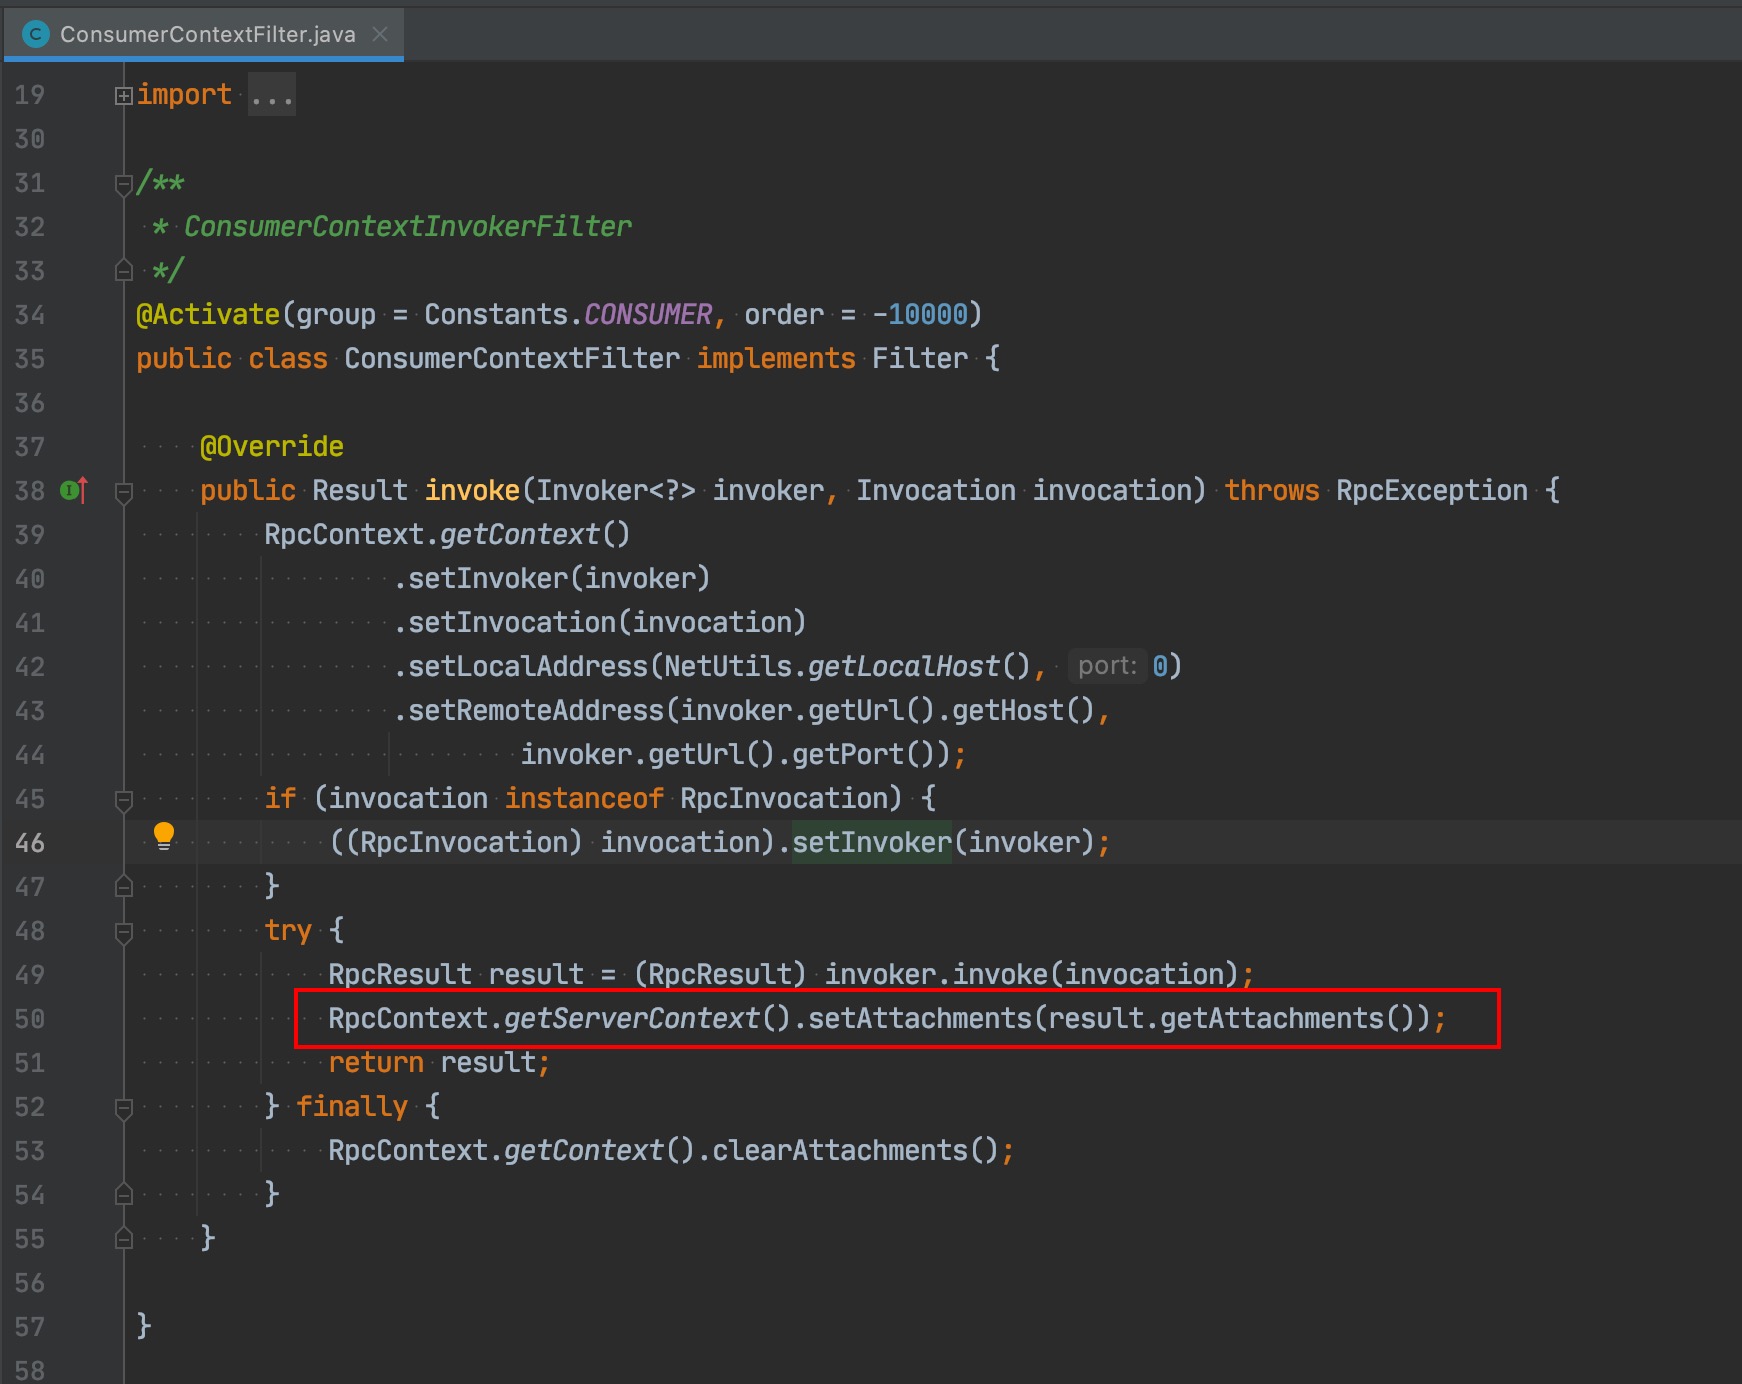 C ConsumerContextFilter.java
19 import ...
30
31 /**
32  * ConsumerContextInvokerFilter
33  */
34 @Activate(group = Constants.CONSUMER, order = -10000)
35 public class ConsumerContextFilter implements Filter {
36
37     @Override
38     public Result invoke(Invoker<?> invoker, Invocation invocation) throws RpcException {
39         RpcContext.getContext()
40                 .setInvoker(invoker)
41                 .setInvocation(invocation)
42                 .setLocalAddress(NetUtils.getLocalHost(), port: 0)
43                 .setRemoteAddress(invoker.getUrl().getHost(),
44                         invoker.getUrl().getPort());
45         if (invocation instanceof RpcInvocation) {
46             ((RpcInvocation) invocation).setInvoker(invoker);
47         }
48         try {
49             RpcResult result = (RpcResult) invoker.invoke(invocation);
50             RpcContext.getServerContext().setAttachments(result.getAttachments());
51             return result;
52         } finally {
53             RpcContext.getContext().clearAttachments();
54         }
55     }
56
57 }
58